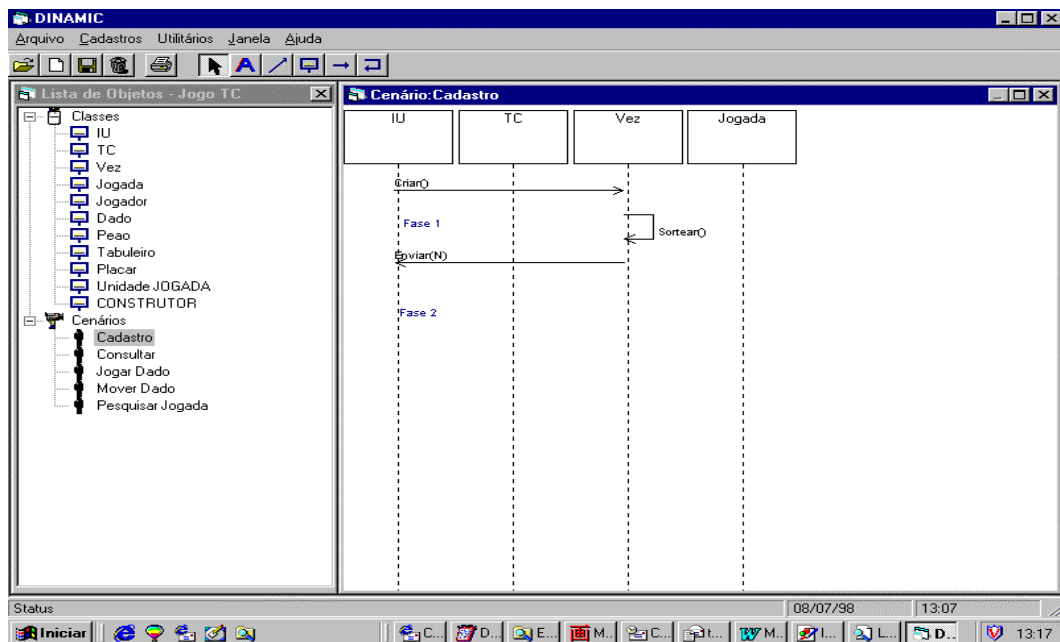 DINAMIC
Arquivo Cadastros Utilitários Janela Ajuda
A
Lista de Objetos - Jogo TC
Classes
IU
TC
Vez
Jogada
Jogador
Dado
Peao
Tabuleiro
Placar
Unidade JOGADA
CONSTRUTOR
Cenários
Cadastro
Consultar
Jogar Dado
Mover Dado
Pesquisar Jogada
Cenário:Cadastro
IU TC Vez Jogada
Criar()
Fase 1
Sortear()
Enviar(N)
Fase 2
Status 08/07/98 13:07
Iniciar C... D... E... M... C... t... M... I... L... D.. 13:17